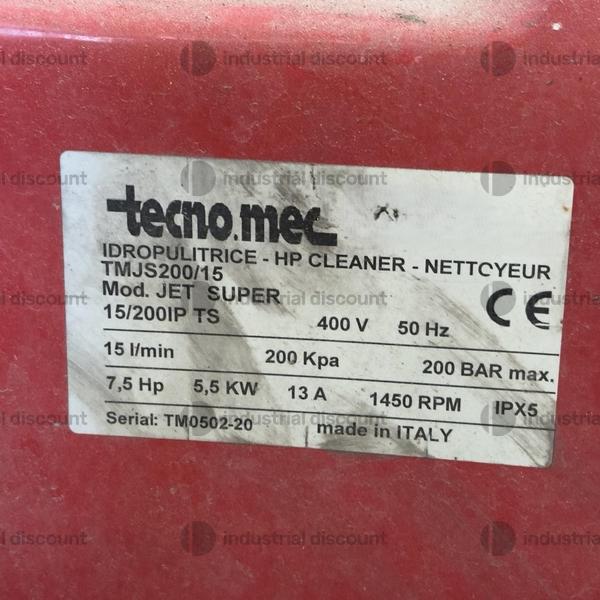 tecno.mec
IDROPULITRICE - HP CLEANER - NETTOYEUR
TMJS200/15
Mod. JET SUPER
15/200IP TS 400 V 50 Hz
CE
15 l/min 200 Kpa 200 BAR max.
7,5 Hp 5,5 KW 13 A 1450 RPM IPX5
Serial: TM0502-20 made in ITALY
industrial discount